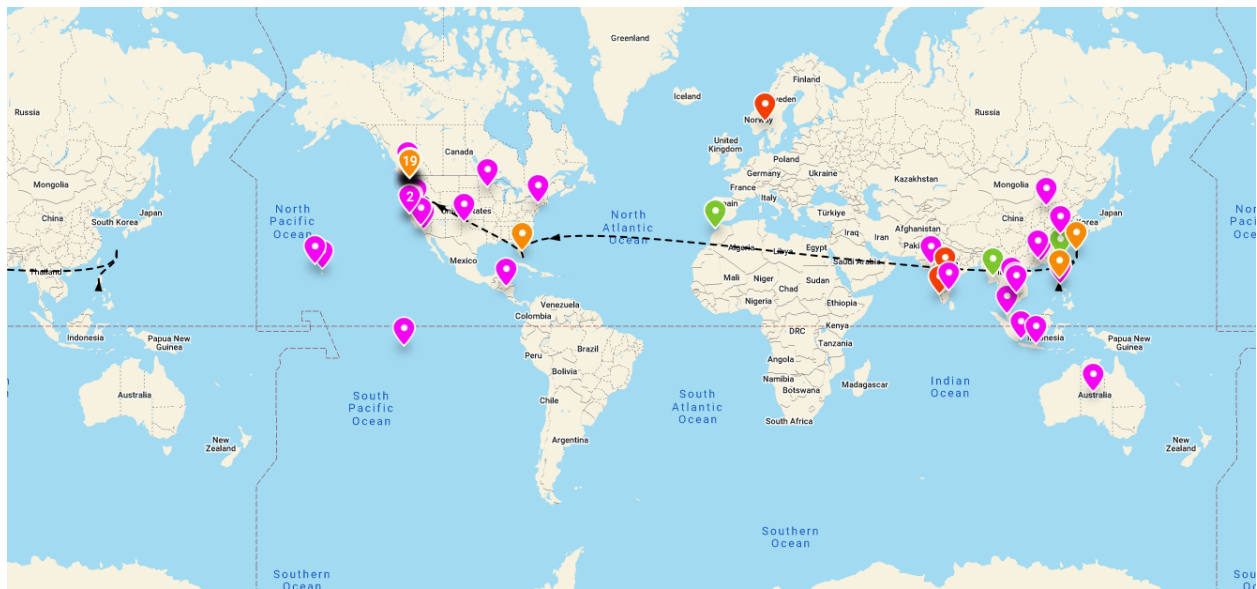 Greenland
Iceland
Finland
Sweden
Norway
Russia
Russia
United
Kingdom
Canada
19
Poland
Germany
Ukraine
France
Kazakhstan
Mongolia
Mongolia
2
United States
Spain
Italy
Türkiye
North
Pacific
Ocean
North
Atlantic
Ocean
China
South Korea
Japan
China
Korea
Japan
Afghanistan
Iraq
Iran
Algeria
Libya
Egypt
Saudi Arabia
Mexico
Thailand
Mali
Niger
Chad
Sudan
Nigeria
Ethiopia
Venezuela
Colombia
Indonesia
Papua New
Guinea
DRC
Kenya
Tanzania
Indonesia
Papua New
Guinea
Peru
Brazil
Bolivia
Angola
Namibia
Botswana
Madagascar
Indian
Ocean
Australia
South
Pacific
Ocean
Chile
South
Atlantic
Ocean
South Africa
Australia
New
Zealand
Argentina
New
Zealand
Southern
Ocean
Southern
Ocean